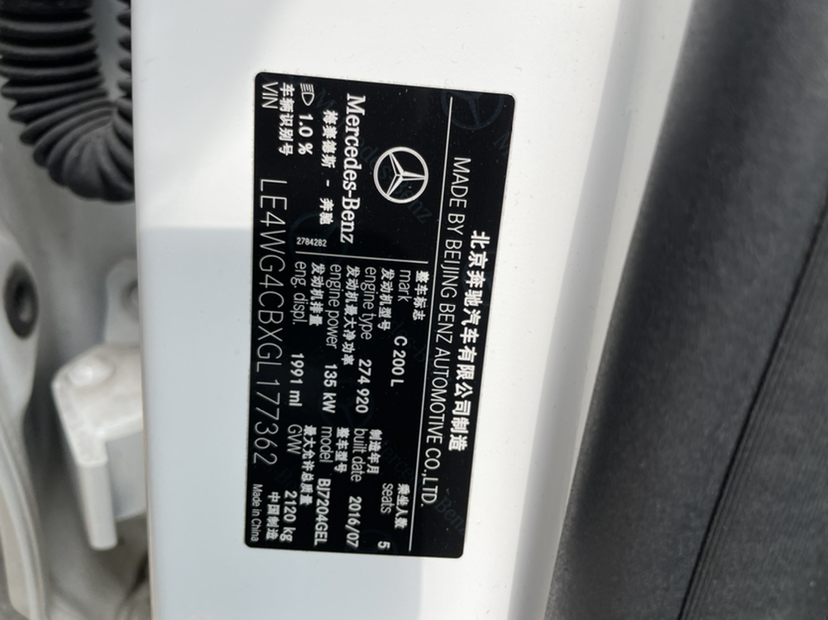 北京奔驰汽车有限公司制造
MADE BY BEIJING BENZ AUTOMOTIVE CO.,LTD.
Mercedes-Benz
梅赛德斯 - 奔驰
1.0 %
2784282
整车标志
mark C 200 L
乘坐人数
seats 5
发动机型号
engine type 274 920
制造年月
built date 2016/07
发动机最大净功率
engine power 135 kW
整车型号
model BJ7204GEL
发动机排量
eng. displ. 1991 ml
最大允许总质量
GVW 2120 kg
车辆识别号
VIN LE4WG4CBXGL177362
中国制造
Made in China